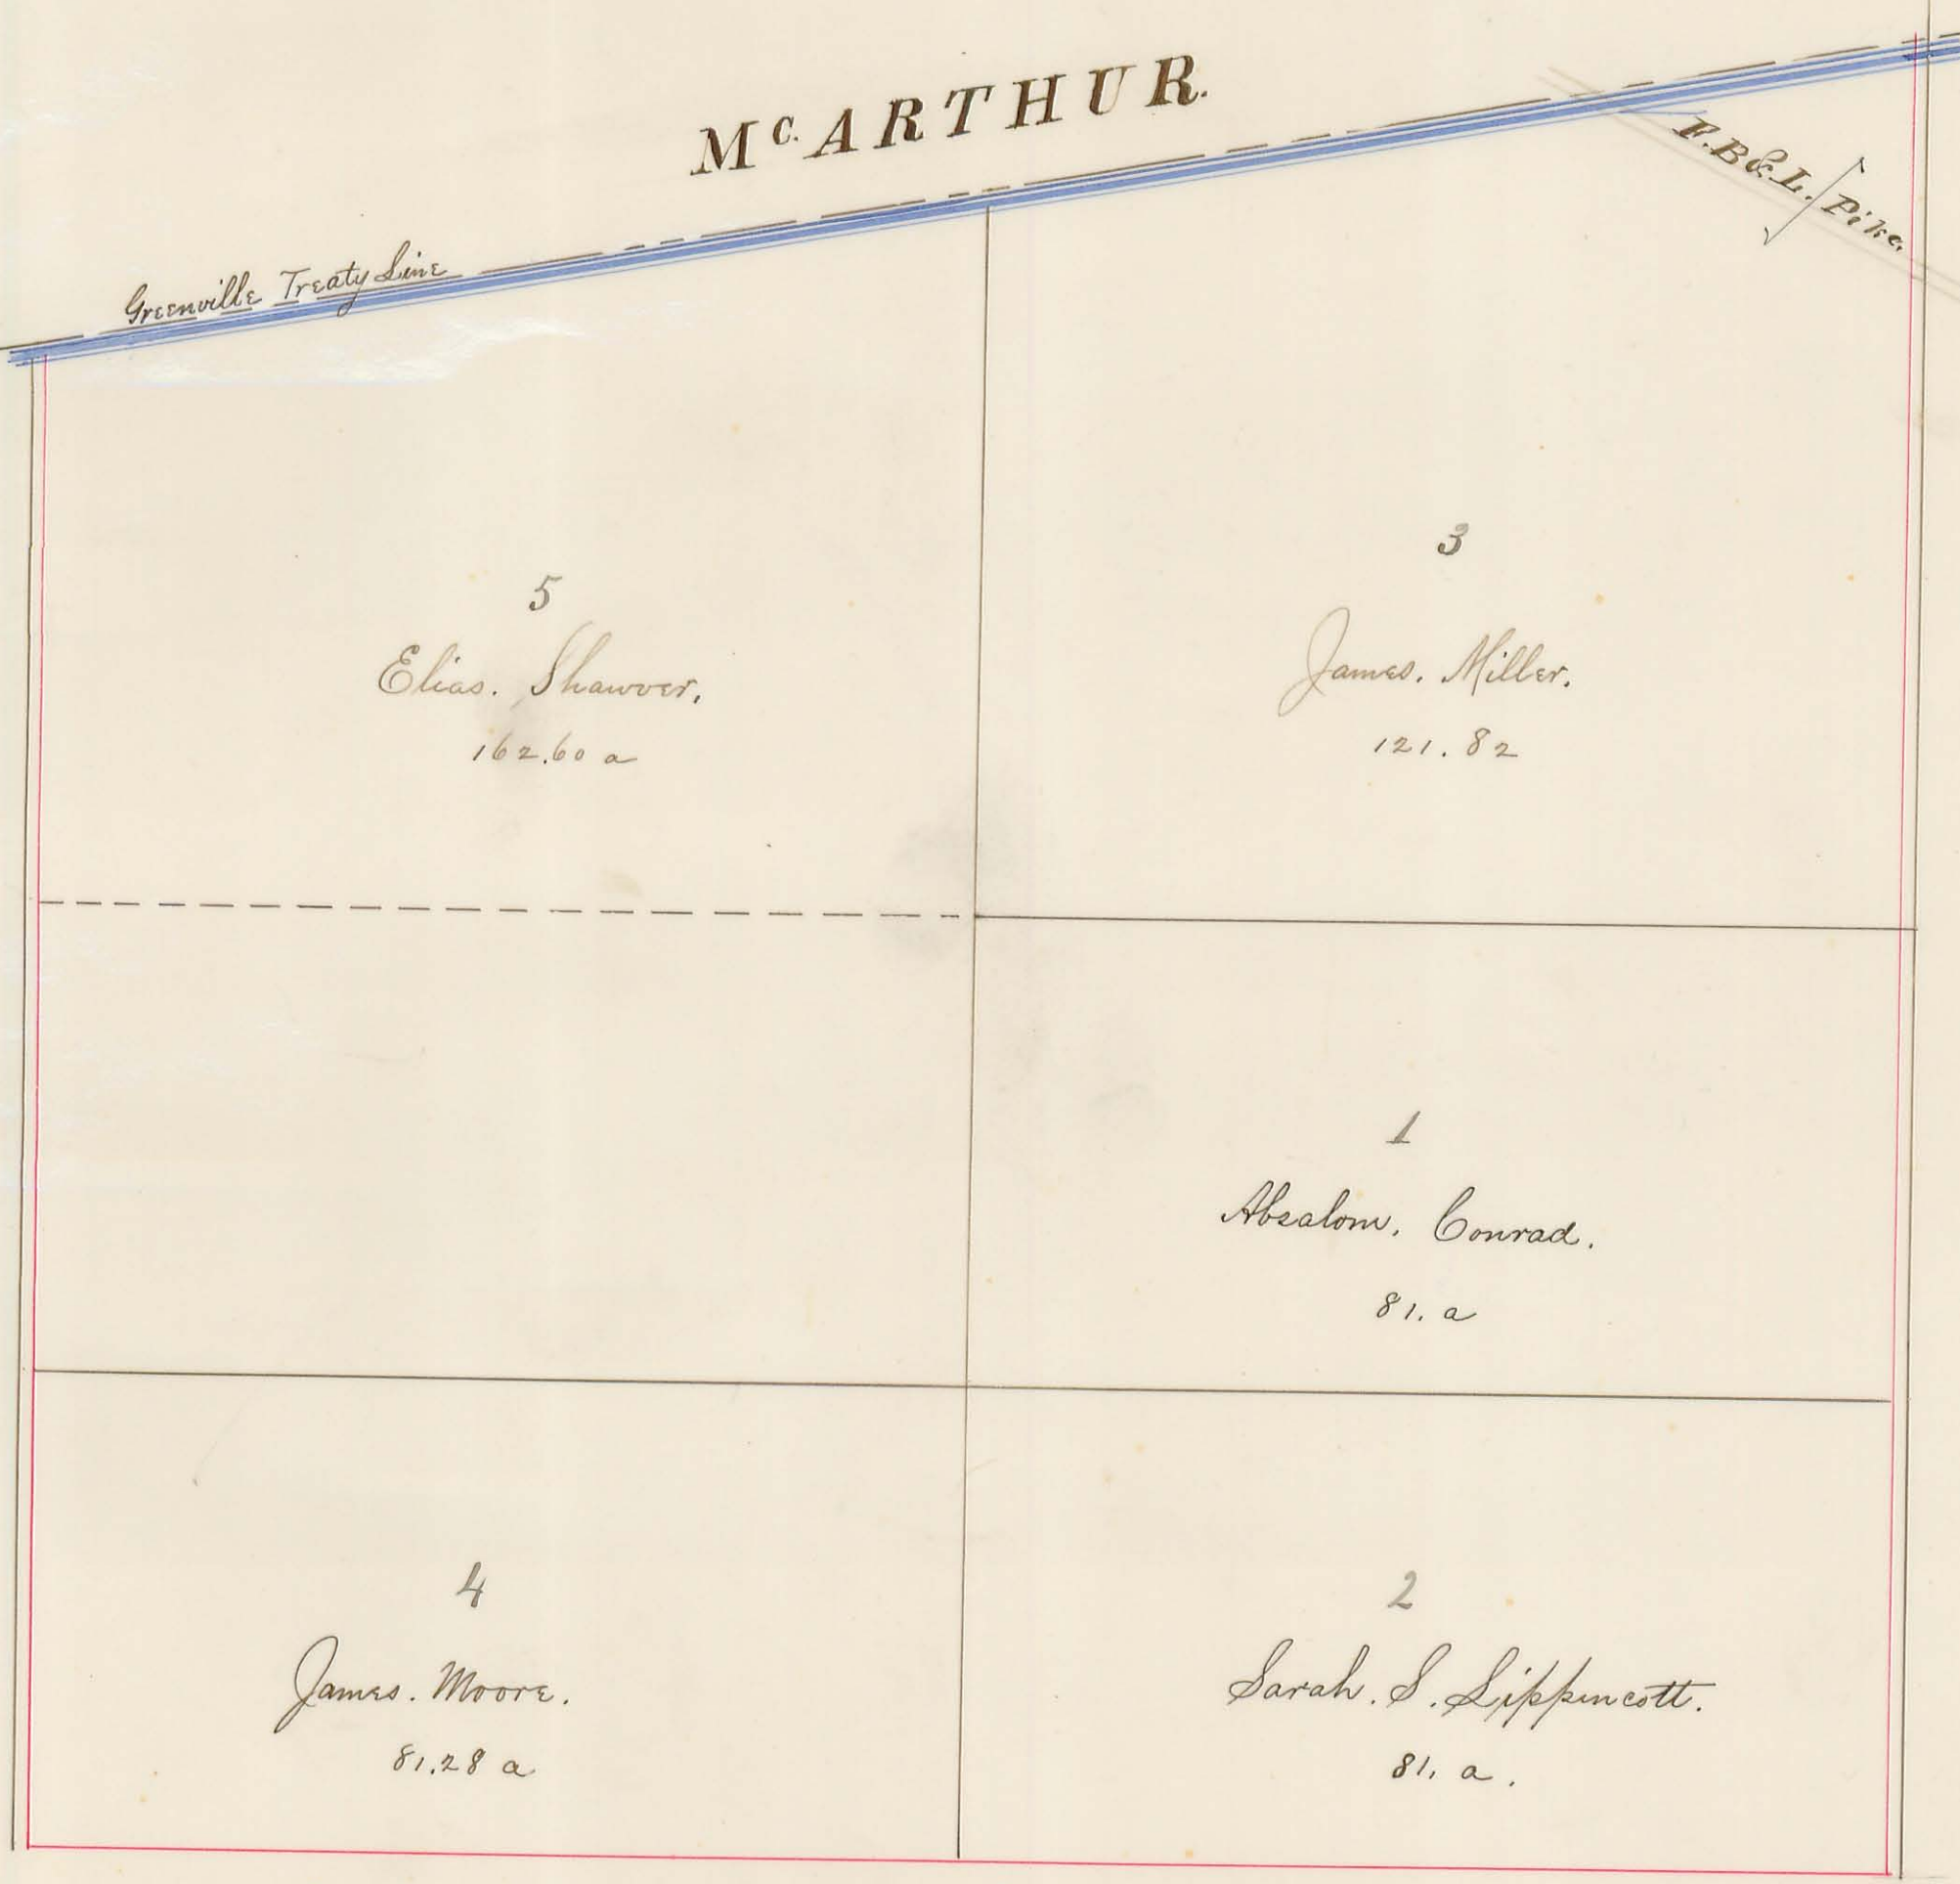 Mc. ARTHUR.
F. B & L. Pike.
Greenville Treaty Line
5
Elias. Shawver.
162.60 a
3
James. Miller.
121.82
1
Absalom. Conrad.
81. a
4
James. Moore.
81.28 a
2
Sarah. S. Lippincott.
81. a.